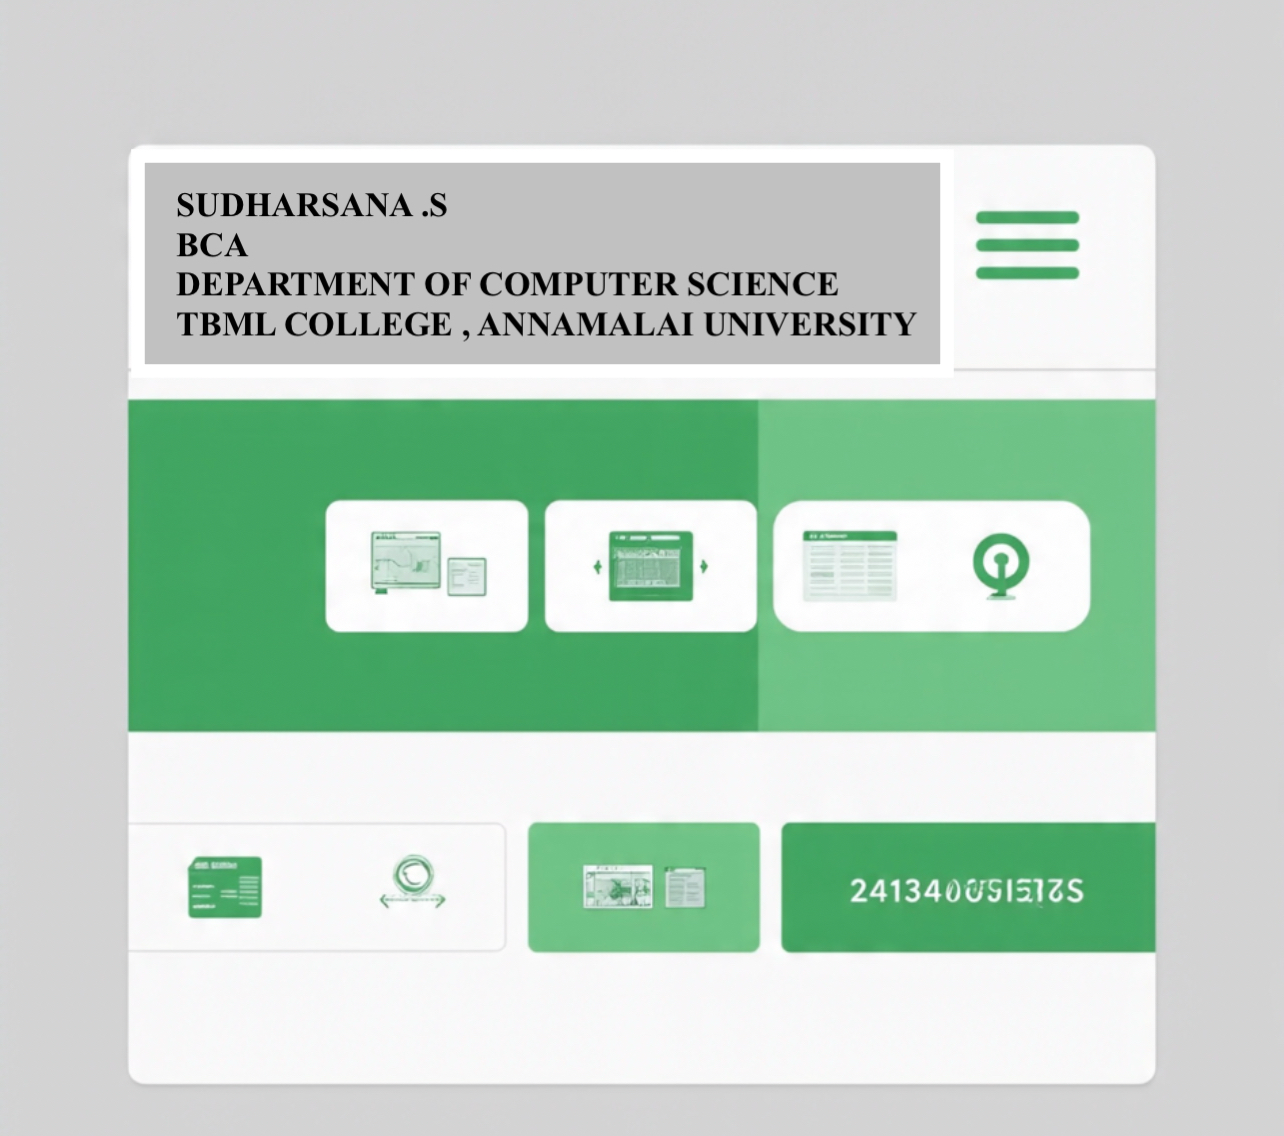 SUDHARSANA .S
BCA
DEPARTMENT OF COMPUTER SCIENCE
TBML COLLEGE , ANNAMALAI UNIVERSITY